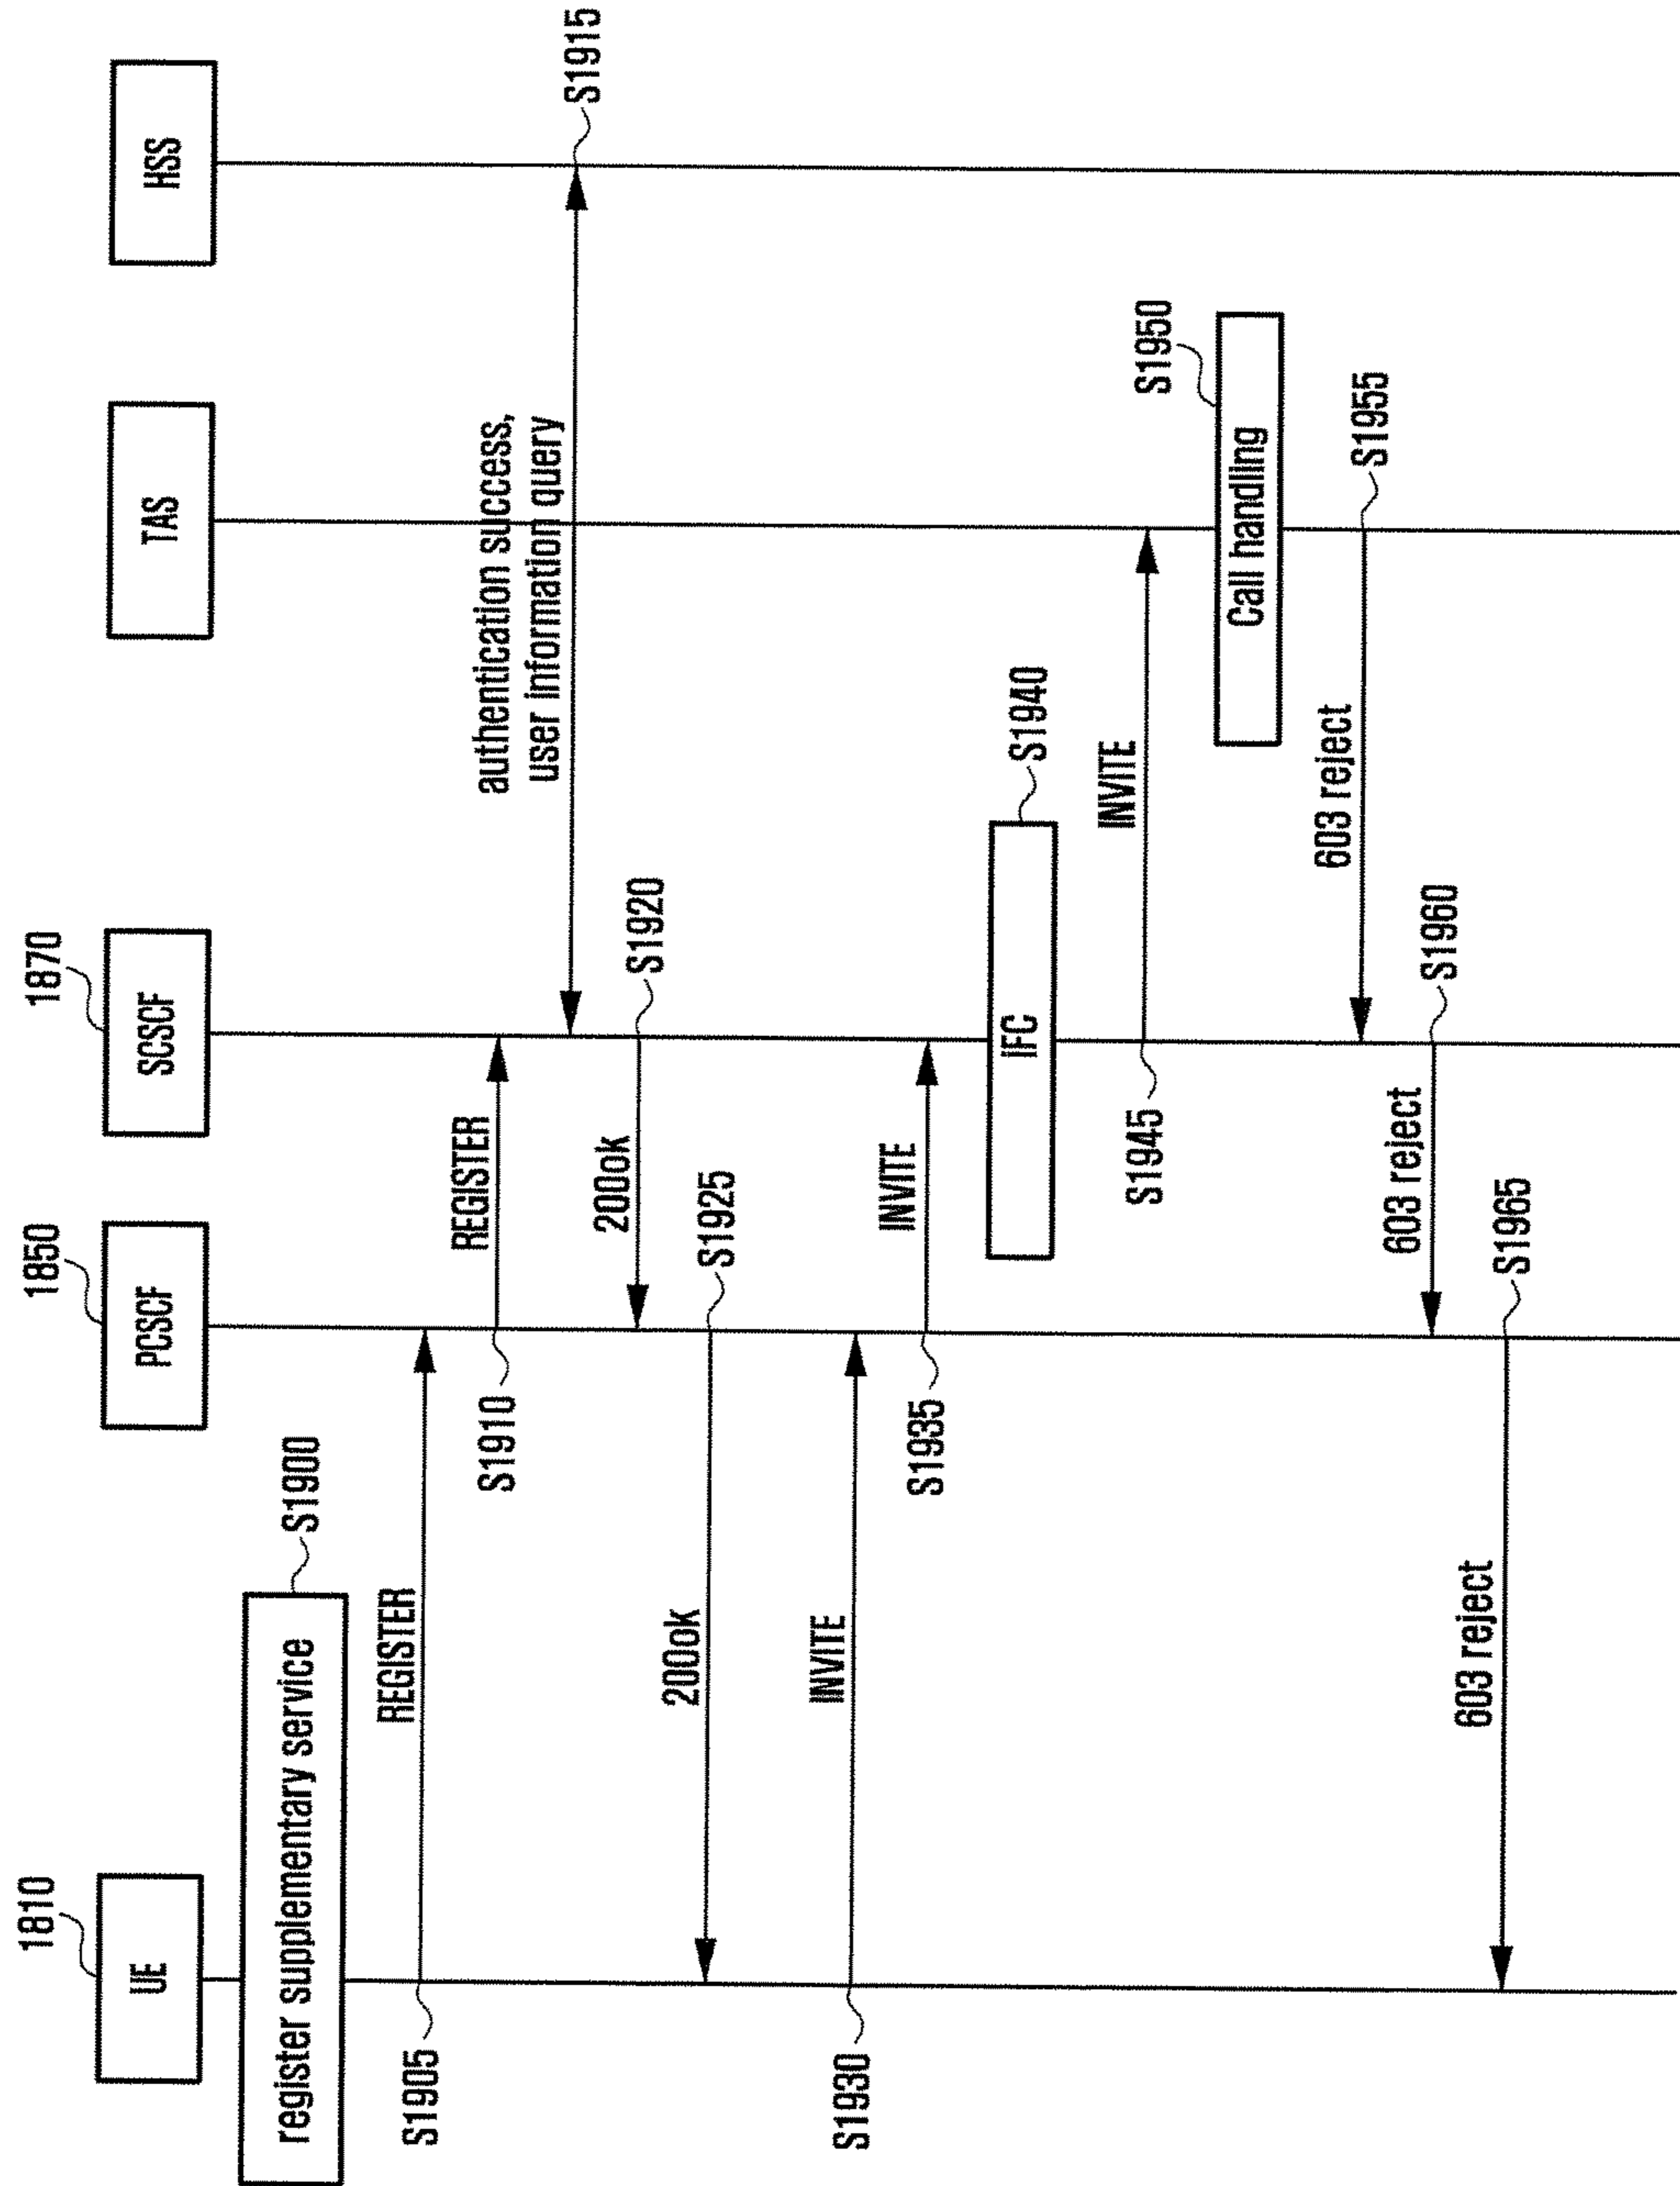 1810
1850
1870
UE
PCSCF
SCSCF
TAS
HSS
register supplementary service
S1900
REGISTER
S1905
REGISTER
S1910
authentication success,
user information query
S1915
200ok
S1920
200ok
S1925
INVITE
S1930
INVITE
S1935
IFC
S1940
INVITE
S1945
Call handling
S1950
603 reject
S1955
603 reject
S1960
603 reject
S1965